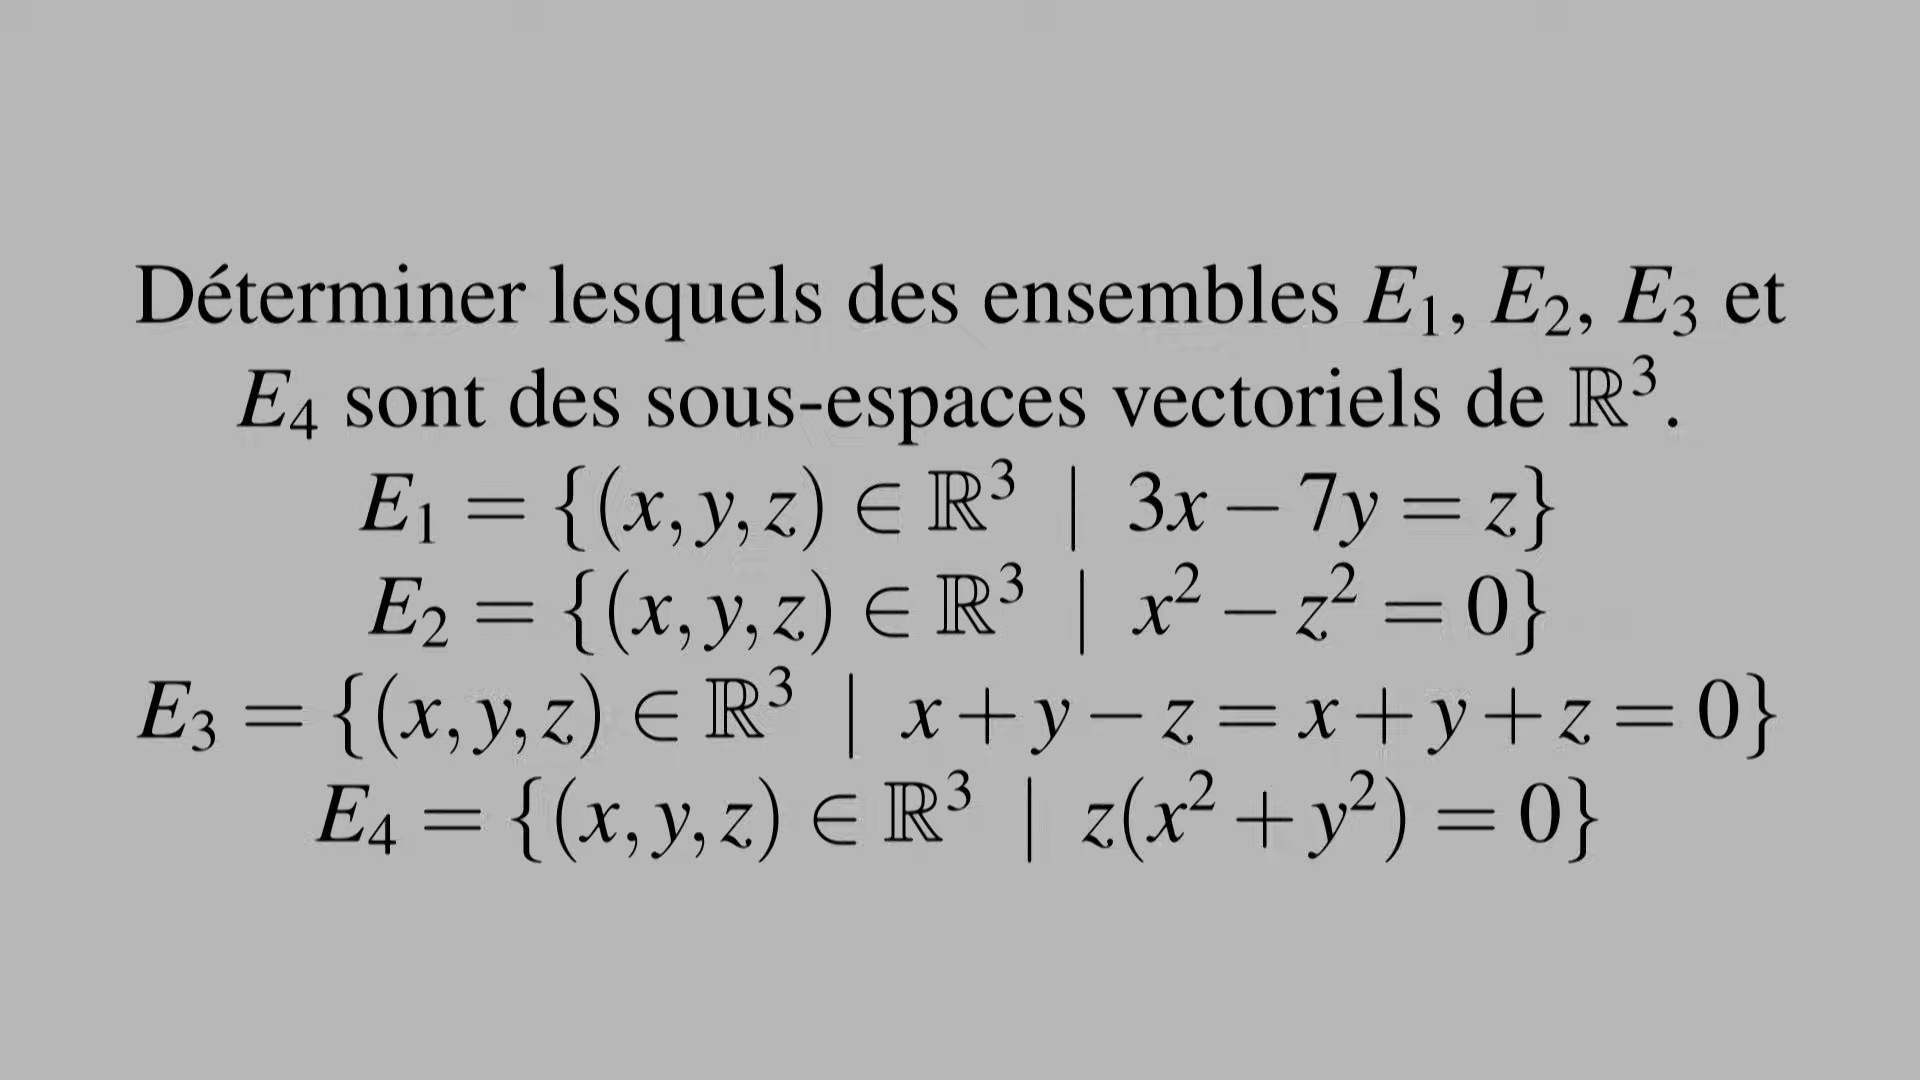 Déterminer lesquels des ensembles E₁, E₂, E₃ et
E₄ sont des sous-espaces vectoriels de ℝ³.
E₁ = {(x,y,z) ∈ ℝ³ | 3x − 7y = z}
E₂ = {(x,y,z) ∈ ℝ³ | x² − z² = 0}
E₃ = {(x,y,z) ∈ ℝ³ | x + y − z = x + y + z = 0}
E₄ = {(x,y,z) ∈ ℝ³ | z(x² + y²) = 0}